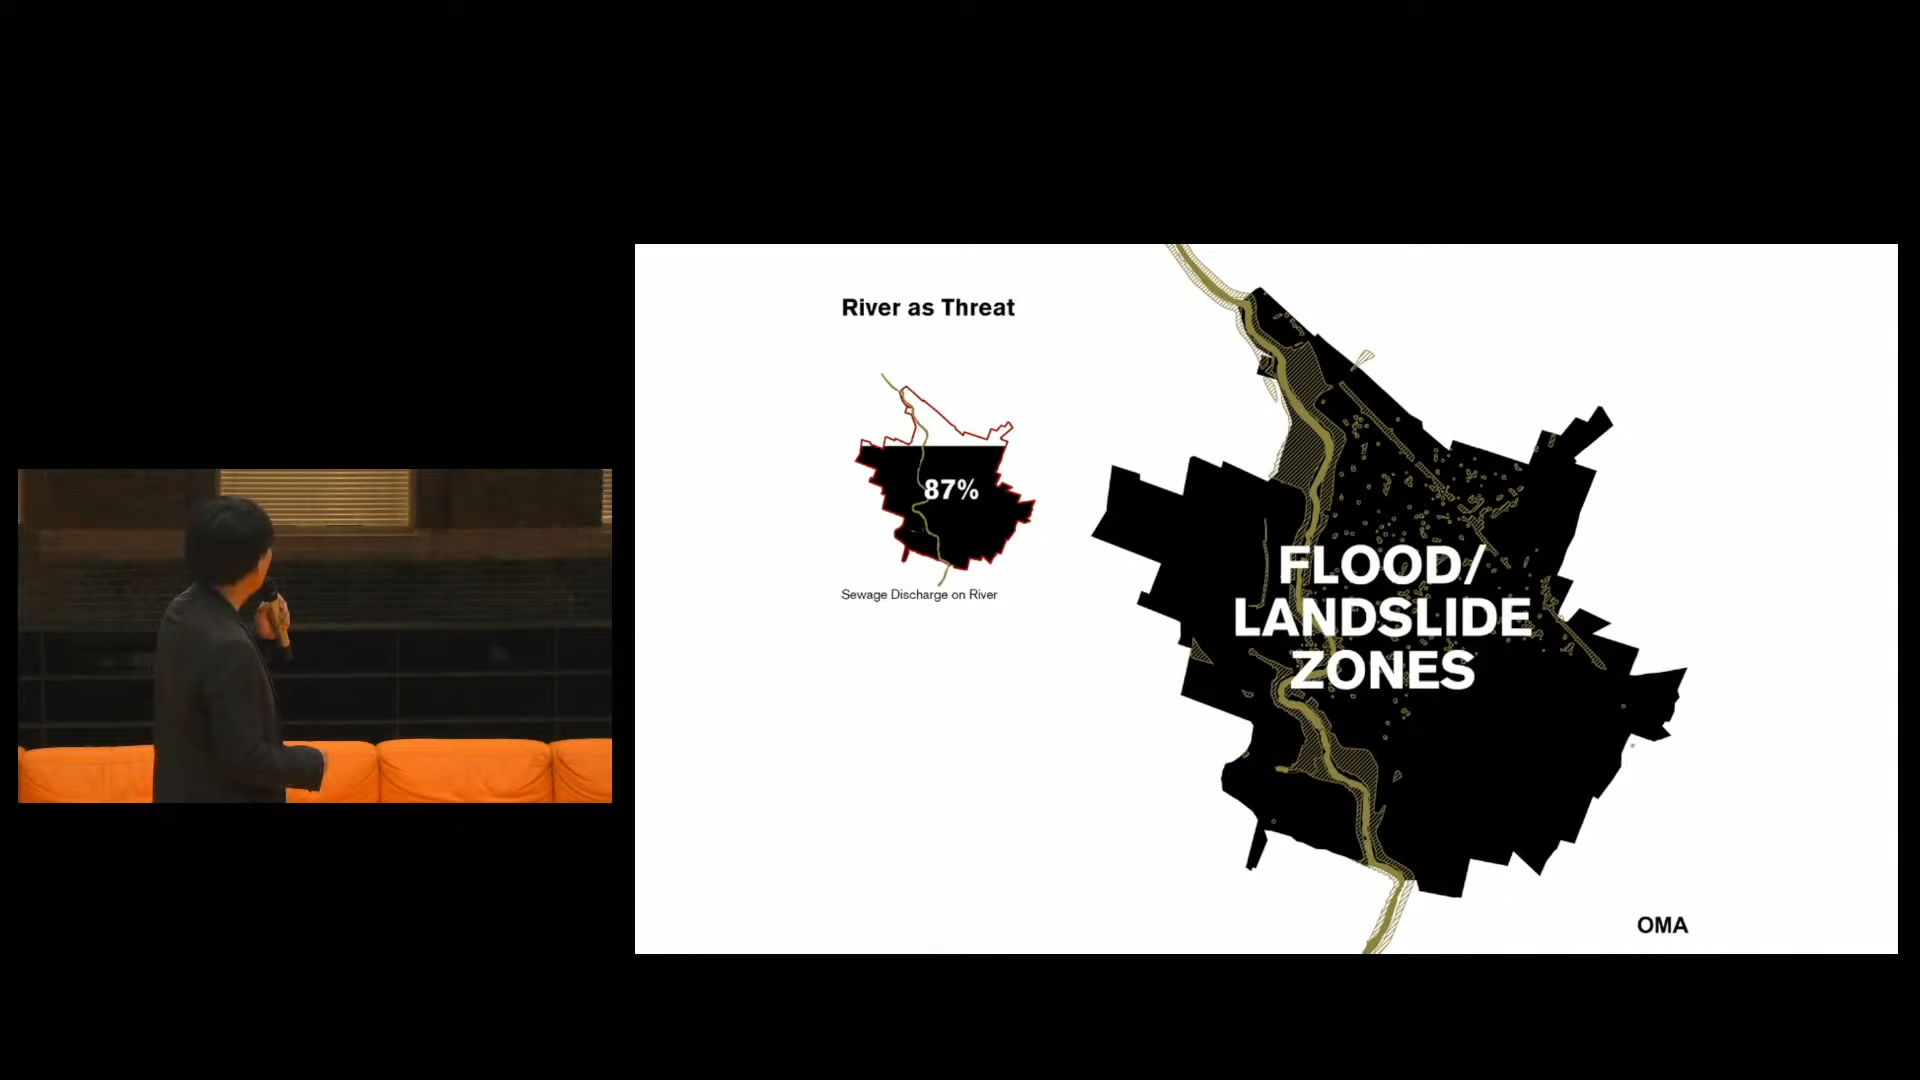 River as Threat
87%
Sewage Discharge on River
FLOOD/
LANDSLIDE
ZONES
OMA